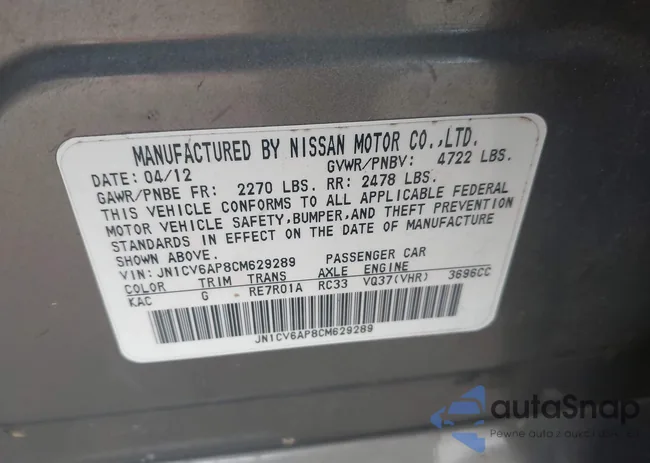 MANUFACTURED BY NISSAN MOTOR CO.,LTD.
DATE: 04/12 GVWR/PNBV: 4722 LBS.
GAWR/PNBE FR: 2270 LBS. RR: 2478 LBS.
THIS VEHICLE CONFORMS TO ALL APPLICABLE FEDERAL
MOTOR VEHICLE SAFETY,BUMPER,AND THEFT PREVENTION
STANDARDS IN EFFECT ON THE DATE OF MANUFACTURE
SHOWN ABOVE.
VIN: JN1CV6AP8CM629289 PASSENGER CAR
COLOR TRIM TRANS AXLE ENGINE
KAC G RE7R01A RC33 VQ37(VHR) 3696CC
JN1CV6AP8CM629289
autoSnap
Pewne auta z aukcji